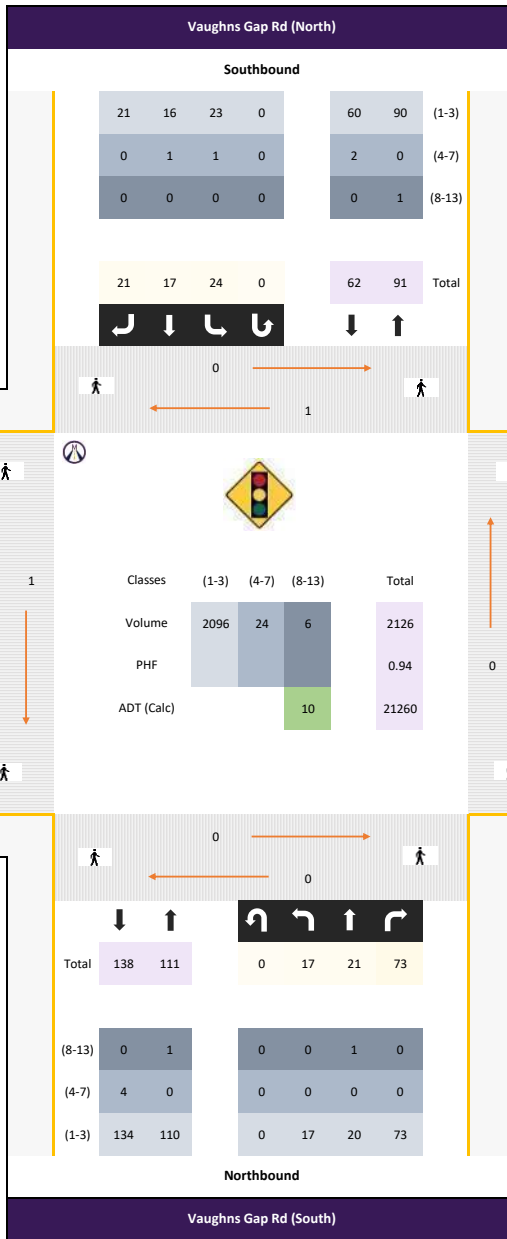 Vaughns Gap Rd (North)
Southbound
21 16 23 0 60 90 (1-3)
0 1 1 0 2 0 (4-7)
0 0 0 0 0 1 (8-13)
21 17 24 0 62 91 Total
0
1
1
Classes (1-3) (4-7) (8-13) Total
Volume 2096 24 6 2126
PHF 0.94
0
ADT (Calc) 10 21260
0
0
Total 138 111 0 17 21 73
(8-13) 0 1 0 0 1 0
(4-7) 4 0 0 0 0 0
(1-3) 134 110 0 17 20 73
Northbound
Vaughns Gap Rd (South)